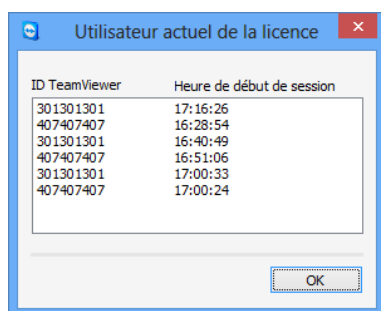 Utilisateur actuel de la licence
ID TeamViewer Heure de début de session
301301301 17:16:26
407407407 16:28:54
301301301 16:40:49
407407407 16:51:06
301301301 17:00:33
407407407 17:00:24
OK